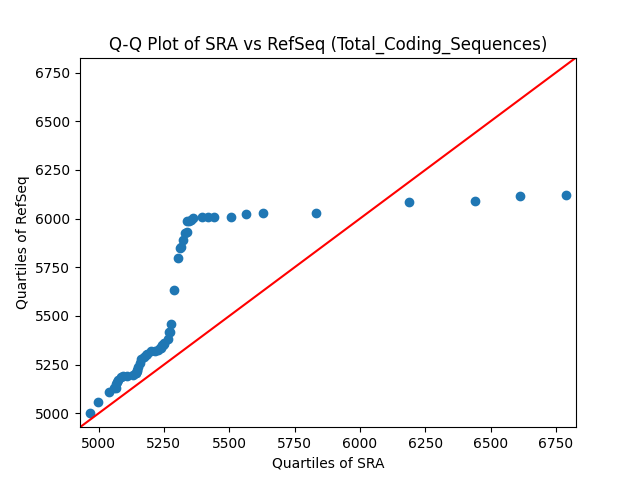 Q-Q Plot of SRA vs RefSeq (Total_Coding_Sequences)
Quartiles of RefSeq
6750
6500
6250
6000
5750
5500
5250
5000
5000 5250 5500 5750 6000 6250 6500 6750
Quartiles of SRA